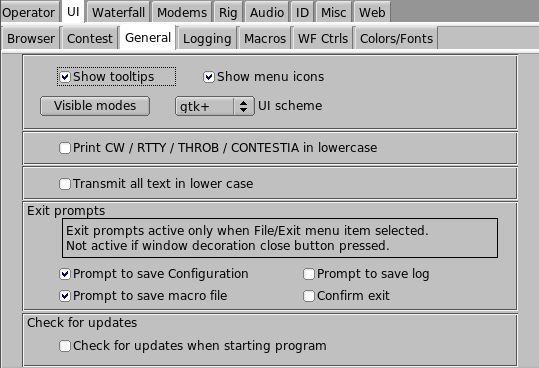 Operator UI Waterfall Modems Rig Audio ID Misc Web
Browser Contest General Logging Macros WF Ctrls Colors/Fonts
Show tooltips Show menu icons
Visible modes gtk+ UI scheme
Print CW / RTTY / THROB / CONTESTIA in lowercase
Transmit all text in lower case
Exit prompts
Exit prompts active only when File/Exit menu item selected.
Not active if window decoration close button pressed.
Prompt to save Configuration Prompt to save log
Prompt to save macro file Confirm exit
Check for updates
Check for updates when starting program